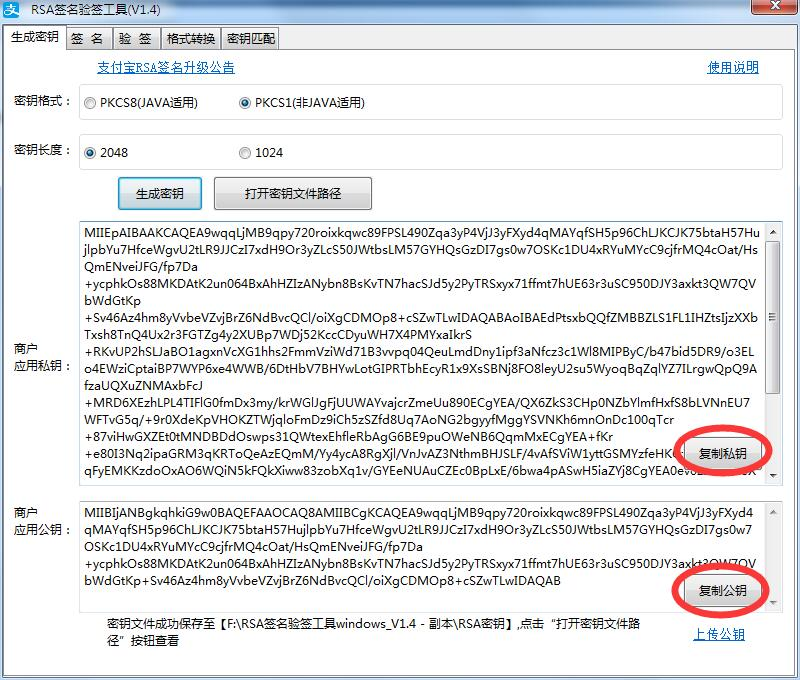 RSA签名验签工具(V1.4)
生成密钥 签 名 验 签 格式转换 密钥匹配
支付宝RSA签名升级公告 使用说明
密钥格式： PKCS8(JAVA适用) PKCS1(非JAVA适用)
密钥长度： 2048 1024
生成密钥 打开密钥文件路径
MIIEpAIBAAKCAQEA9wqqLjMB9qpy720roixkqwc89FPSL490Zqa3yP4VjJ3yFXyd4qMAYqfSH5p96ChLJKCJK75btaH57Hu
jlpbYu7HfceWgvU2tLR9JJCzI7xdH9Or3yZLcS50JWtbsLM57GYHQsGzDI7gs0w7OSKc1DU4xRYuMYcC9cjfrMQ4cOat/Hs
QmENveiJFG/fp7Da
+ycphkOs88MKDAtK2un064BxAhHZIzANybn8BsKvTN7hacSJd5y2PyTRSxyx71ffmt7hUE63r3uSC950DJY3axkt3QW7QV
bWdGtKp
+Sv46Az4hm8yVvbeVZvjBrZ6NdBvcQCl/oiXgCDMOp8+cSZwTLwIDAQABAoIBAEdPtsxbQQfZMBBZLS1FL1IHZtsIjzXXb
Txsh8TnQ4Ux2r3FGTZg4y2XUBp7WDj52KccCDyuWH7X4PMYxaIkrS
+RKvUP2hSLJaBO1agxnVcXG1hhs2FmmVziWd71B3vvpq04QeuLmdDny1ipf3aNfcz3c1Wl8MIPByC/b47bid5DR9/o3EL
o4EWziCptaiBP7WYP6xe4WWB/6DtHbV7BHYwLotGIPRTbhEcyR1x9XsSBNj8FO8leyU2su5WyoqBqZqlYZ7ILrgwQpQ9A
fzaUQXuZNMAxbFcJ
+MRD6XEzhLPL4TIFlG0fmDx3my/krWGlJgFjUUWAYvajcrZmeUu890ECgYEA/QX6ZkS3CHp0NZbYlmfHxfS8bLVNnEU7
WFTvG5q/+9r0XdeKpVHOKZTWjqloFmDz9iCh5zSZfd8Uq7AoNG2bgyyfMggYSVNKh6mnOnDc100qTcr
+87viHwGXZEt0tMNDBDdOswps31QWtexEhfleRbAgG6BE9puOWeNB6QqmMxECgYEA+fKr
+e80I3Nq2ipaGRM3qKRToQeAzEQmM/Yy4ycA8RgXjl/VnJvAZ3NthmBHJSLF/4vAfSViW1yttGSMYzfeHK
qFyEMKKzdoOxAO6WQiN5kFQkXiww83zobXq1v/GYEeNUAuCZEc0BpLxE/6bwa4pASwH5iaZYj8CgYEA0ev
商户
应用私钥：
复制私钥
商户
应用公钥：
MIIBIjANBgkqhkiG9w0BAQEFAAOCAQ8AMIIBCgKCAQEA9wqqLjMB9qpy720roixkqwc89FPSL490Zqa3yP4VjJ3yFXyd4
qMAYqfSH5p96ChLJKCJK75btaH57HujlpbYu7HfceWgvU2tLR9JJCzI7xdH9Or3yZLcS50JWtbsLM57GYHQsGzDI7gs0w7
OSKc1DU4xRYuMYcC9cjfrMQ4cOat/HsQmENveiJFG/fp7Da
+ycphkOs88MKDAtK2un064BxAhHZIzANybn8BsKvTN7hacSJd5y2PyTRSxyx71ffmt7hUE63r3uSC950DJY3axkt3QW7QV
bWdGtKp+Sv46Az4hm8yVvbeVZvjBrZ6NdBvcQCl/oiXgCDMOp8+cSZwTLwIDAQAB
复制公钥
密钥文件成功保存至【F:\RSA签名验签工具windows_V1.4 - 副本\RSA密钥】,点击“打开密钥文件路
径”按钮查看
上传公钥